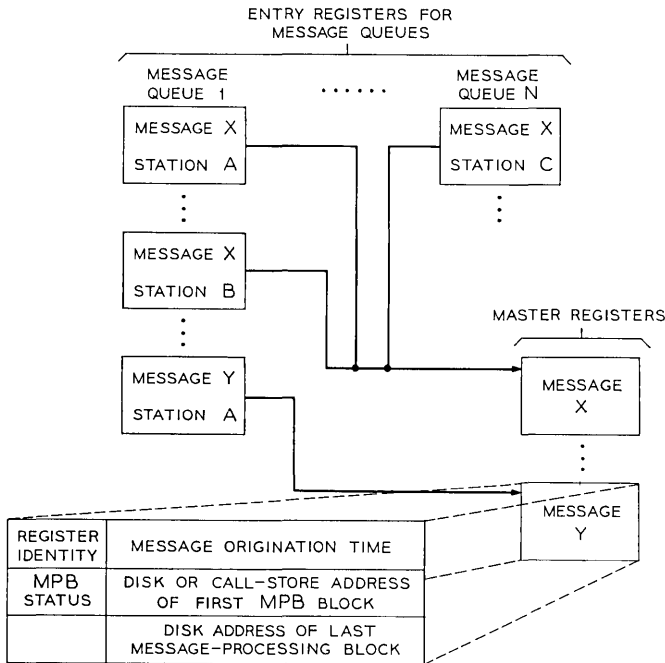 ENTRY REGISTERS FOR
MESSAGE QUEUES
MESSAGE
QUEUE 1
......
MESSAGE
QUEUE N
MESSAGE X
STATION A
MESSAGE X
STATION C
MESSAGE X
STATION B
MASTER REGISTERS
MESSAGE Y
STATION A
MESSAGE
X
MESSAGE
Y
REGISTER
IDENTITY
MESSAGE ORIGINATION TIME
MPB
STATUS
DISK OR CALL-STORE ADDRESS
OF FIRST MPB BLOCK
DISK ADDRESS OF LAST
MESSAGE-PROCESSING BLOCK